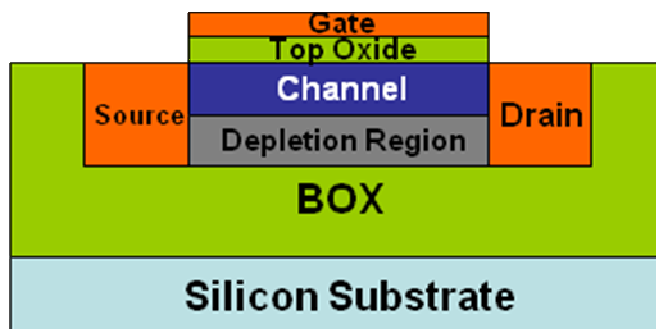 Gate
Top Oxide
Channel
Source
Drain
Depletion Region
BOX
Silicon Substrate